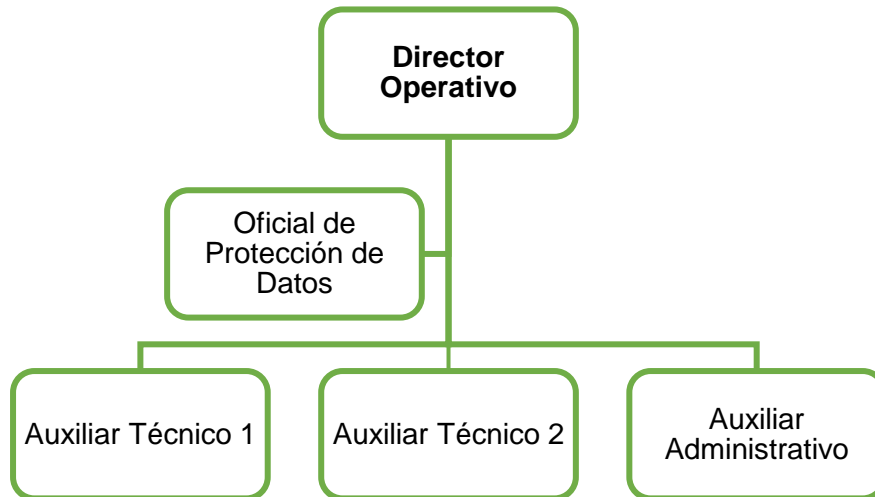 Director
Operativo
Oficial de
Protección de
Datos
Auxiliar Técnico 1
Auxiliar Técnico 2
Auxiliar
Administrativo